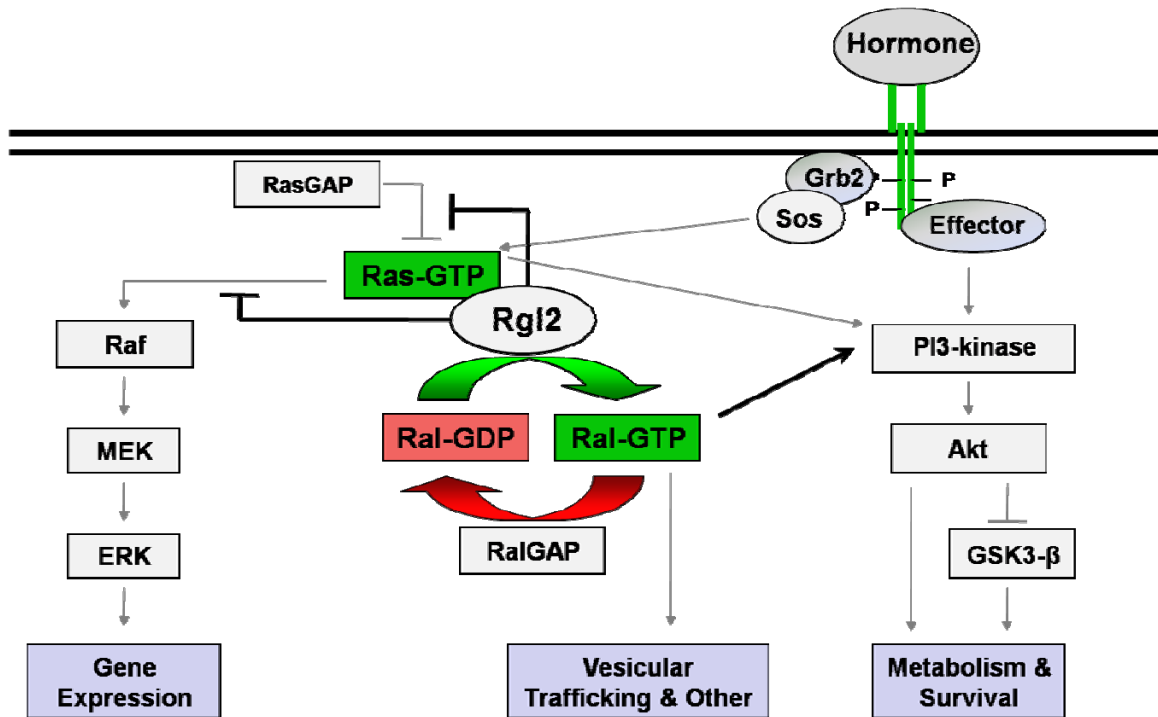 Hormone
RasGAP
Grb2
P
P
Sos
P
Effector
Ras-GTP
Rgl2
Raf
PI3-kinase
Ral-GDP
Ral-GTP
MEK
Akt
RalGAP
ERK
GSK3-β
Gene
Expression
Vesicular
Trafficking & Other
Metabolism &
Survival